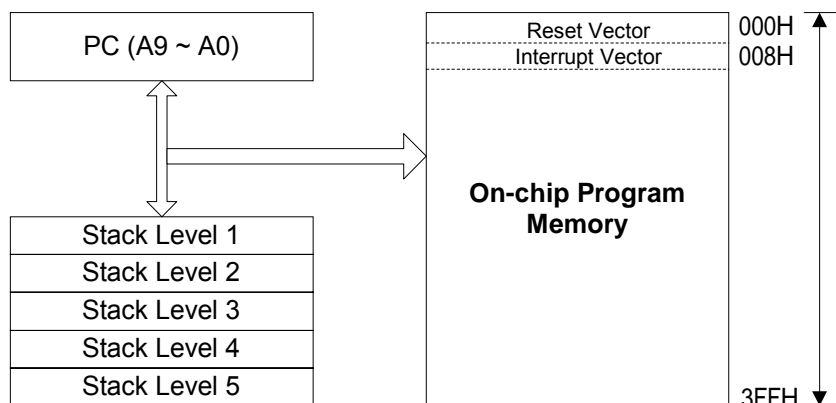 PC (A9 ~ A0)
Reset Vector
000H
Interrupt Vector
008H
On-chip Program
Memory
Stack Level 1
Stack Level 2
Stack Level 3
Stack Level 4
Stack Level 5
3FFH